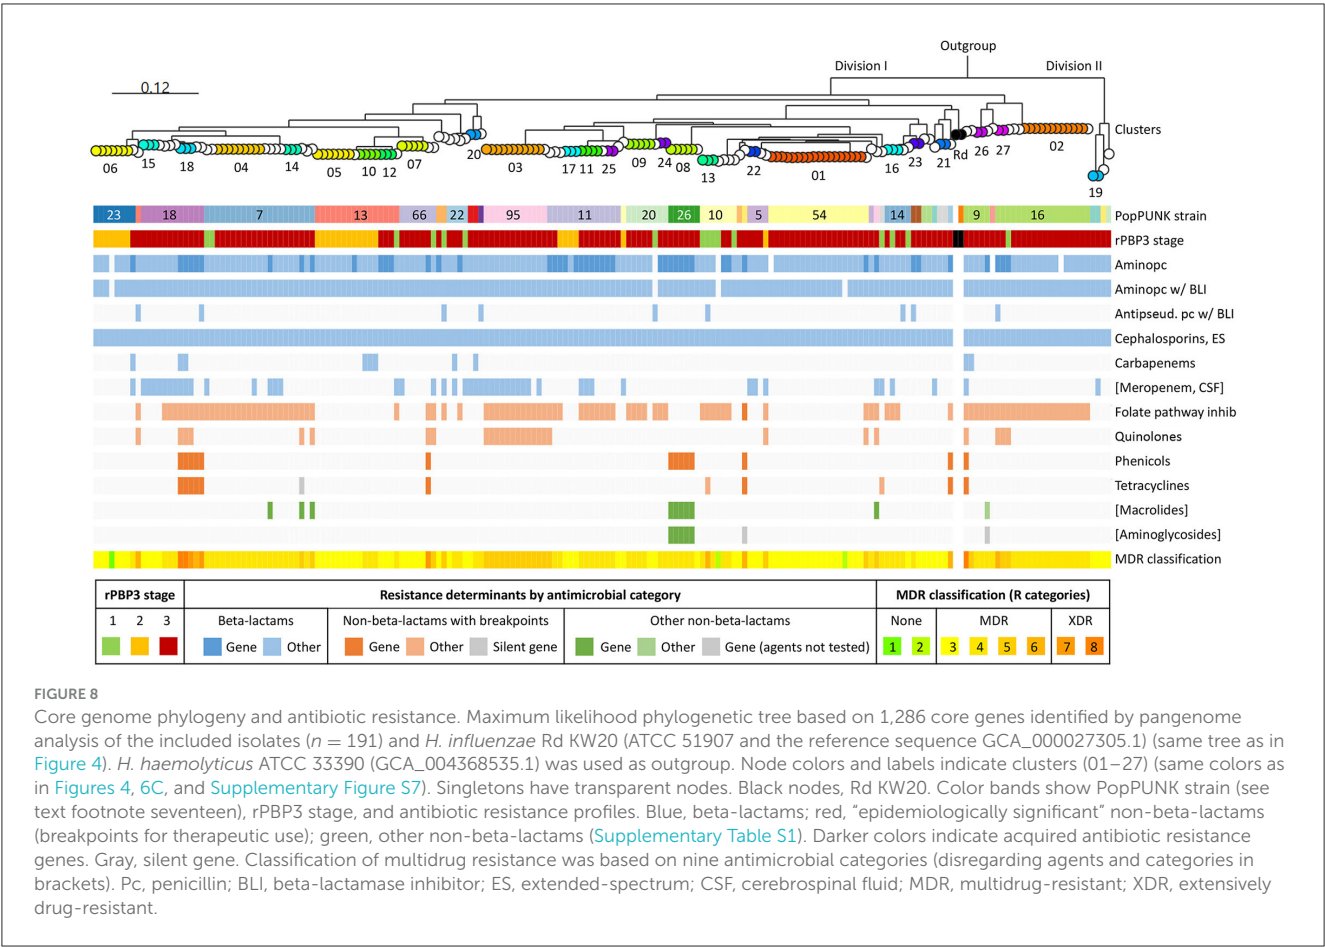 Outgroup
Division I
Division II
0.12
Clusters
06
15
18
04
14
05
10
12
07
20
03
17
11
25
09
24
08
13
22
01
16
23
21
Rd
26
27
02
19
23
18
7
13
66
22
95
11
20
26
10
5
54
14
9
16
PopPUNK strain
rPBP3 stage
Aminopc
Aminopc w/ BLI
Antipseud. pc w/ BLI
Cephalosporins, ES
Carbapenems
[Meropenem, CSF]
Folate pathway inhib
Quinolones
Phenicols
Tetracyclines
[Macrolides]
[Aminoglycosides]
MDR classification
rPBP3 stage
Resistance determinants by antimicrobial category
MDR classification (R categories)
1 2 3
Beta-lactams
Non-beta-lactams with breakpoints
Other non-beta-lactams
None
MDR
XDR
Gene Other
Gene Other Silent gene
Gene Other Gene (agents not tested)
1 2 3 4 5 6 7 8
FIGURE 8
Core genome phylogeny and antibiotic resistance. Maximum likelihood phylogenetic tree based on 1,286 core genes identified by pangenome
analysis of the included isolates (n = 191) and H. influenzae Rd KW20 (ATCC 51907 and the reference sequence GCA_000027305.1) (same tree as in
Figure 4). H. haemolyticus ATCC 33390 (GCA_004368535.1) was used as outgroup. Node colors and labels indicate clusters (01–27) (same colors as
in Figures 4, 6C, and Supplementary Figure S7). Singletons have transparent nodes. Black nodes, Rd KW20. Color bands show PopPUNK strain (see
text footnote seventeen), rPBP3 stage, and antibiotic resistance profiles. Blue, beta-lactams; red, “epidemiologically significant” non-beta-lactams
(breakpoints for therapeutic use); green, other non-beta-lactams (Supplementary Table S1). Darker colors indicate acquired antibiotic resistance
genes. Gray, silent gene. Classification of multidrug resistance was based on nine antimicrobial categories (disregarding agents and categories in
brackets). Pc, penicillin; BLI, beta-lactamase inhibitor; ES, extended-spectrum; CSF, cerebrospinal fluid; MDR, multidrug-resistant; XDR, extensively
drug-resistant.